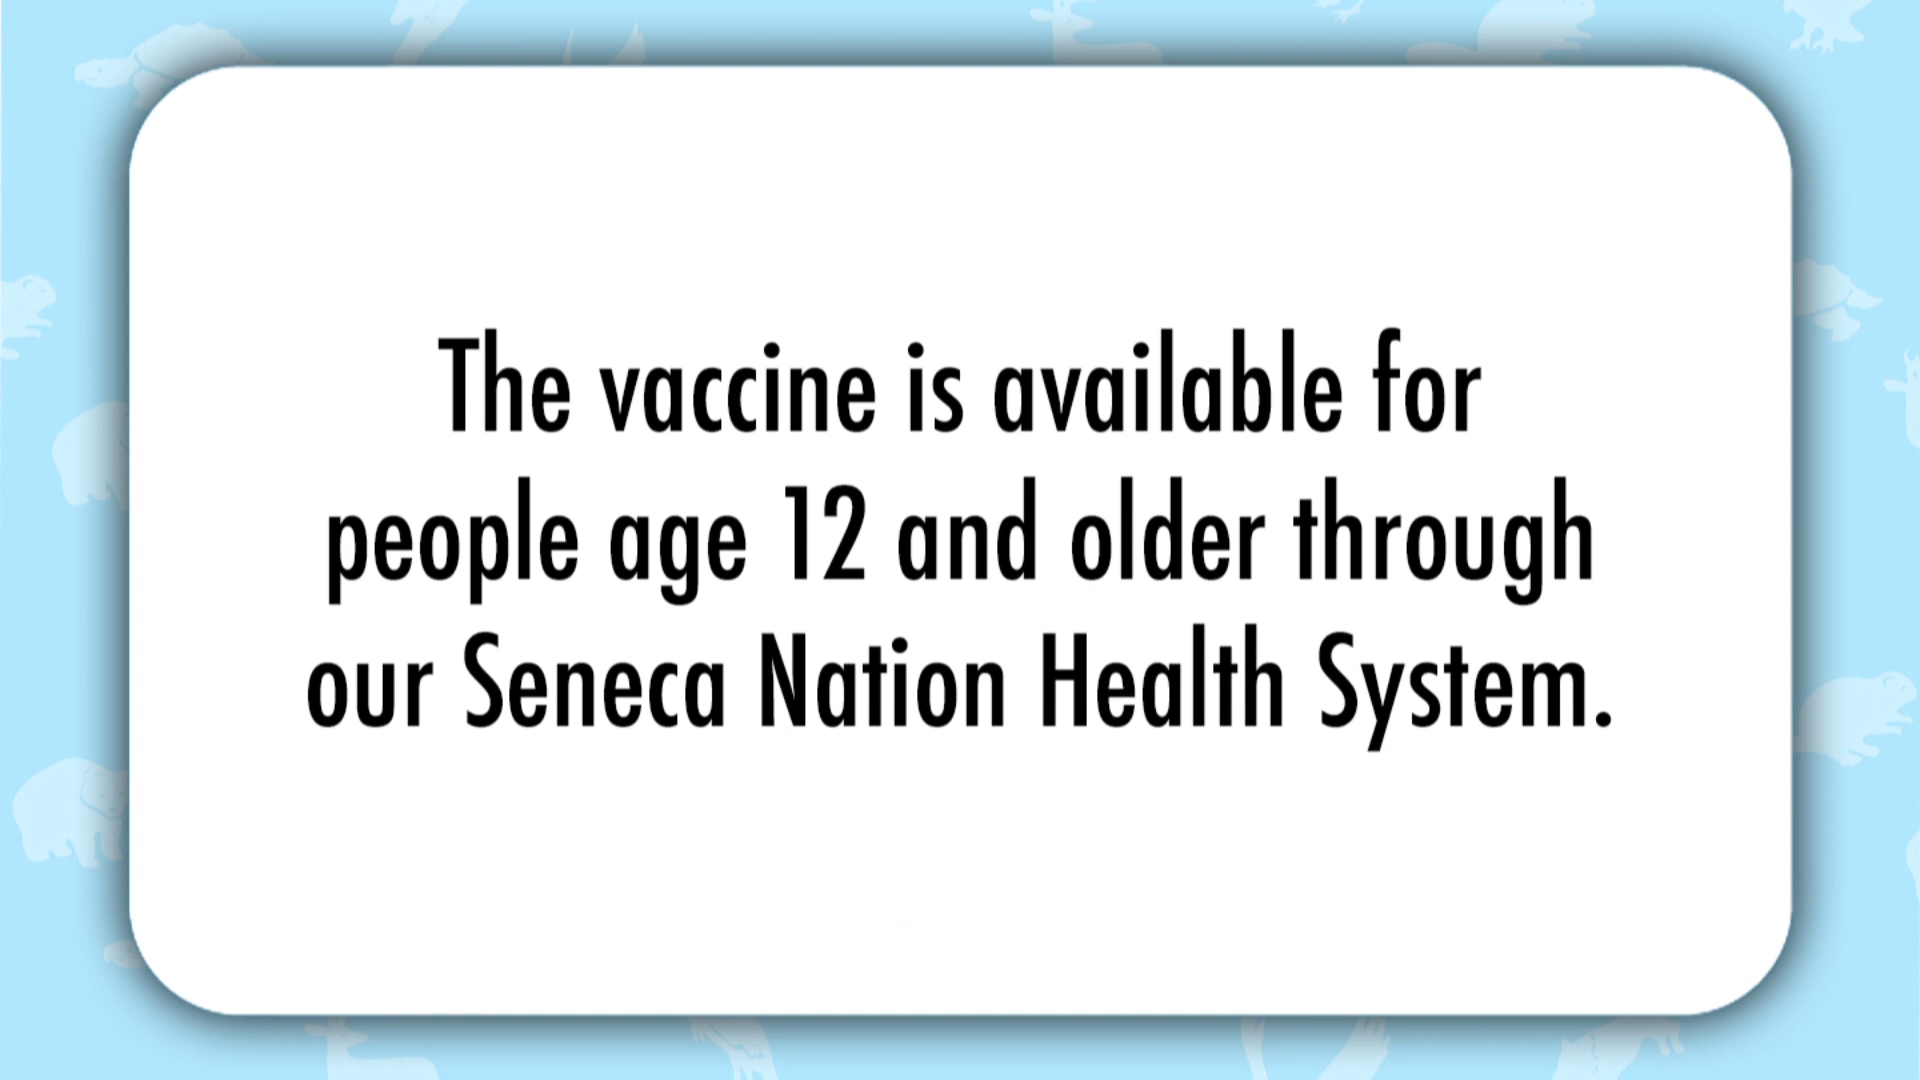 The vaccine is available for
people age 12 and older through
our Seneca Nation Health System.